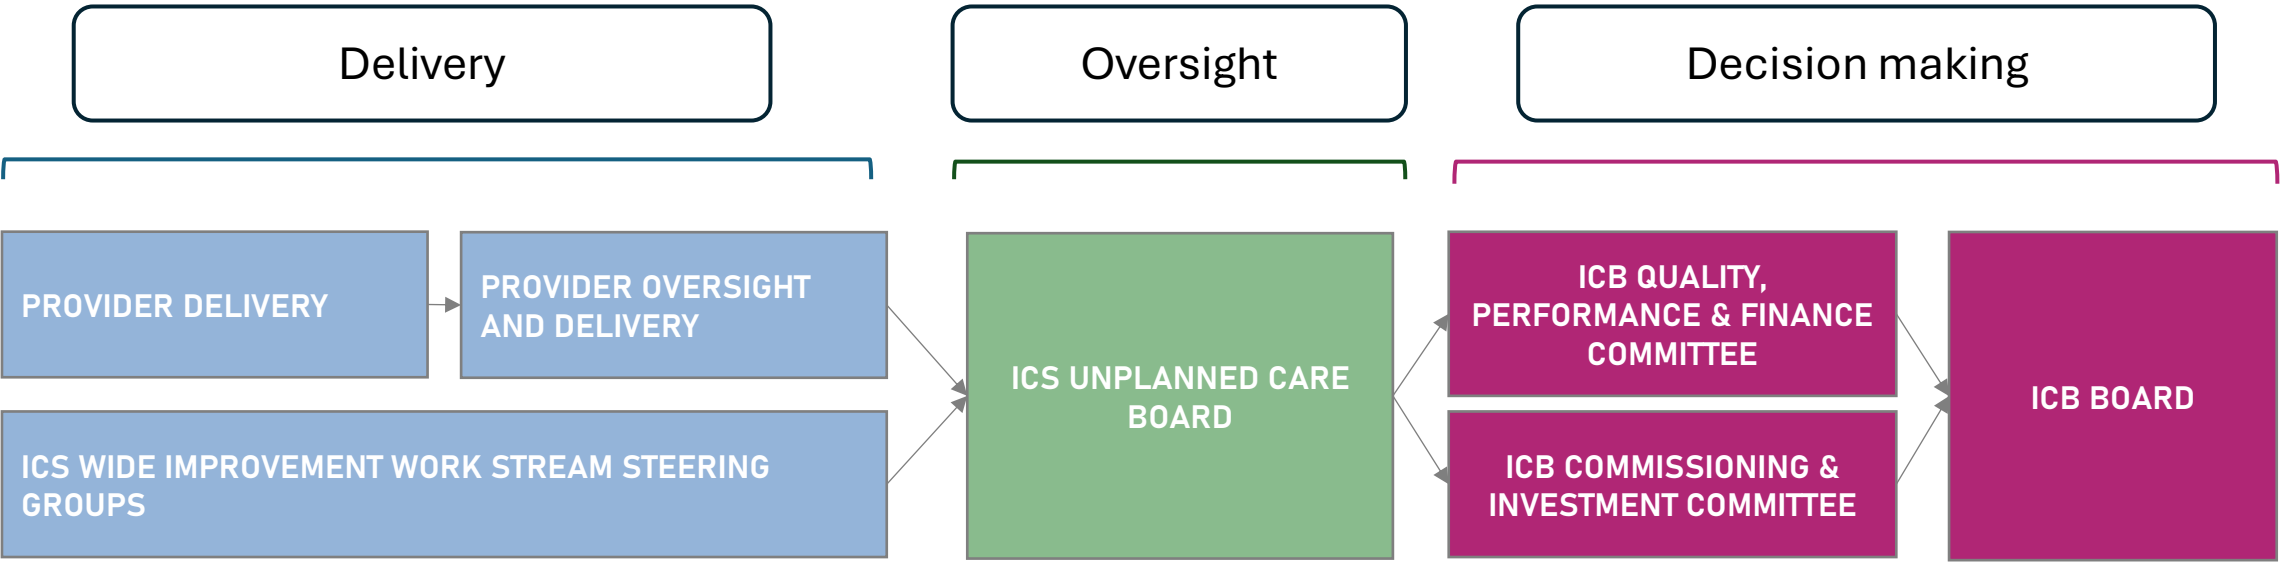 Delivery
Oversight
Decision making
PROVIDER DELIVERY
PROVIDER OVERSIGHT
AND DELIVERY
ICS WIDE IMPROVEMENT WORK STREAM STEERING
GROUPS
ICS UNPLANNED CARE
BOARD
ICB QUALITY,
PERFORMANCE & FINANCE
COMMITTEE
ICB COMMISSIONING &
INVESTMENT COMMITTEE
ICB BOARD